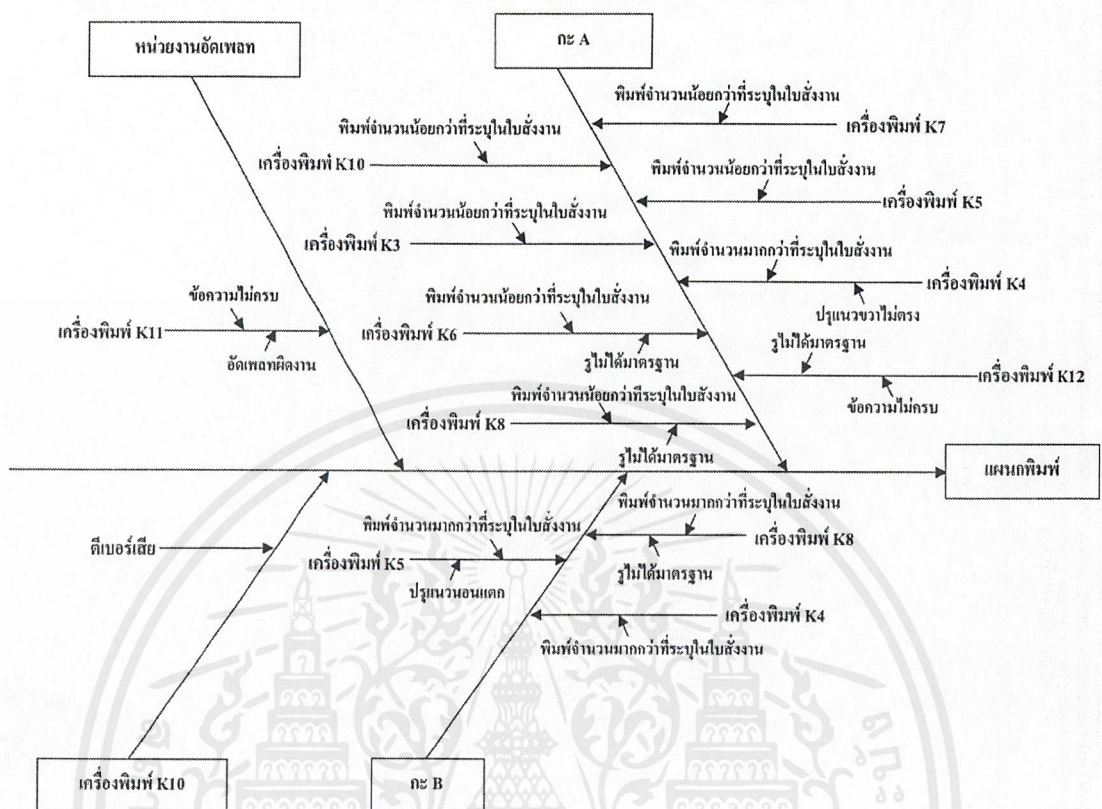 หน่วยงานอัดเพลท
กะ A
พิมพ์จำนวนน้อยกว่าที่ระบุในใบสั่งงาน
เครื่องพิมพ์ K7
พิมพ์จำนวนน้อยกว่าที่ระบุในใบสั่งงาน
เครื่องพิมพ์ K10
พิมพ์จำนวนน้อยกว่าที่ระบุในใบสั่งงาน
เครื่องพิมพ์ K5
พิมพ์จำนวนน้อยกว่าที่ระบุในใบสั่งงาน
เครื่องพิมพ์ K3
พิมพ์จำนวนมากกว่าที่ระบุในใบสั่งงาน
เครื่องพิมพ์ K4
ปรุแนวขวาไม่ตรง
ข้อความไม่ครบ
เครื่องพิมพ์ K11
อัดเพลทผิดงาน
พิมพ์จำนวนน้อยกว่าที่ระบุในใบสั่งงาน
เครื่องพิมพ์ K6
รูไม่ได้มาตรฐาน
รูไม่ได้มาตรฐาน
เครื่องพิมพ์ K12
ข้อความไม่ครบ
พิมพ์จำนวนน้อยกว่าที่ระบุในใบสั่งงาน
เครื่องพิมพ์ K8
รูไม่ได้มาตรฐาน
แผนกพิมพ์
ตีเบอร์เสีย
พิมพ์จำนวนมากกว่าที่ระบุในใบสั่งงาน
เครื่องพิมพ์ K5
ปรุแนวนอนแตก
พิมพ์จำนวนมากกว่าที่ระบุในใบสั่งงาน
เครื่องพิมพ์ K8
รูไม่ได้มาตรฐาน
เครื่องพิมพ์ K4
พิมพ์จำนวนมากกว่าที่ระบุในใบสั่งงาน
เครื่องพิมพ์ K10
กะ B